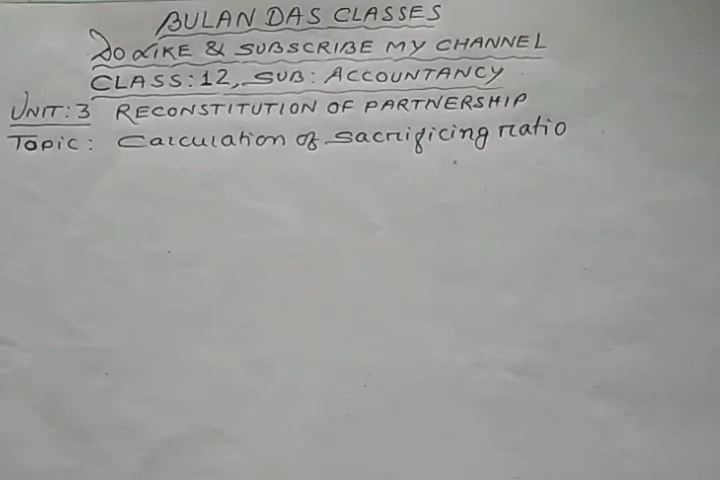 BULAN DAS CLASSES
DO LIKE & SUBSCRIBE MY CHANNEL
CLASS:12, SUB: ACCOUNTANCY
UNIT:3 RECONSTITUTION OF PARTNERSHIP
TOPIC: Calculation of sacrificing ratio